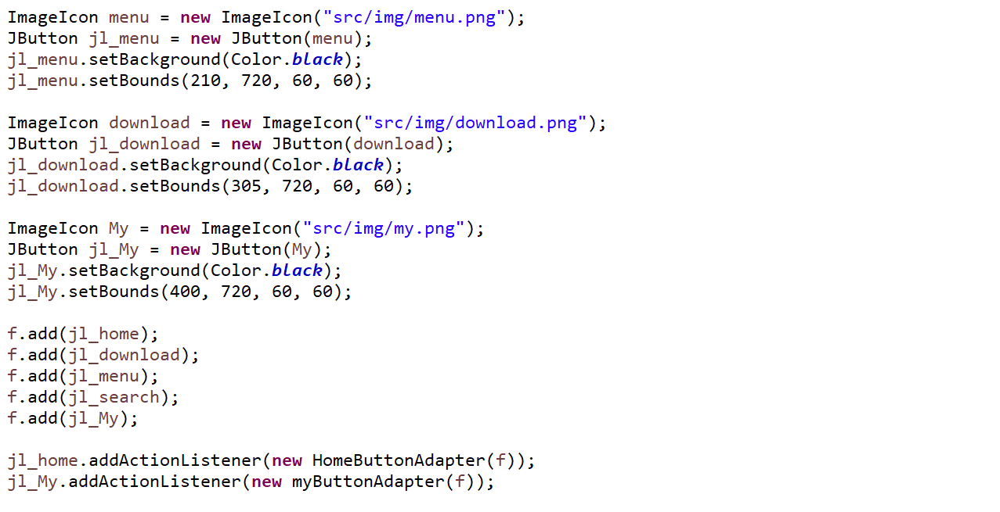 ImageIcon menu = new ImageIcon("src/img/menu.png");
JButton jl_menu = new JButton(menu);
jl_menu.setBackground(Color.black);
jl_menu.setBounds(210, 720, 60, 60);
ImageIcon download = new ImageIcon("src/img/download.png");
JButton jl_download = new JButton(download);
jl_download.setBackground(Color.black);
jl_download.setBounds(305, 720, 60, 60);
ImageIcon My = new ImageIcon("src/img/my.png");
JButton jl_My = new JButton(My);
jl_My.setBackground(Color.black);
jl_My.setBounds(400, 720, 60, 60);
f.add(jl_home);
f.add(jl_download);
f.add(jl_menu);
f.add(jl_search);
f.add(jl_My);
jl_home.addActionListener(new HomeButtonAdapter(f));
jl_My.addActionListener(new myButtonAdapter(f));